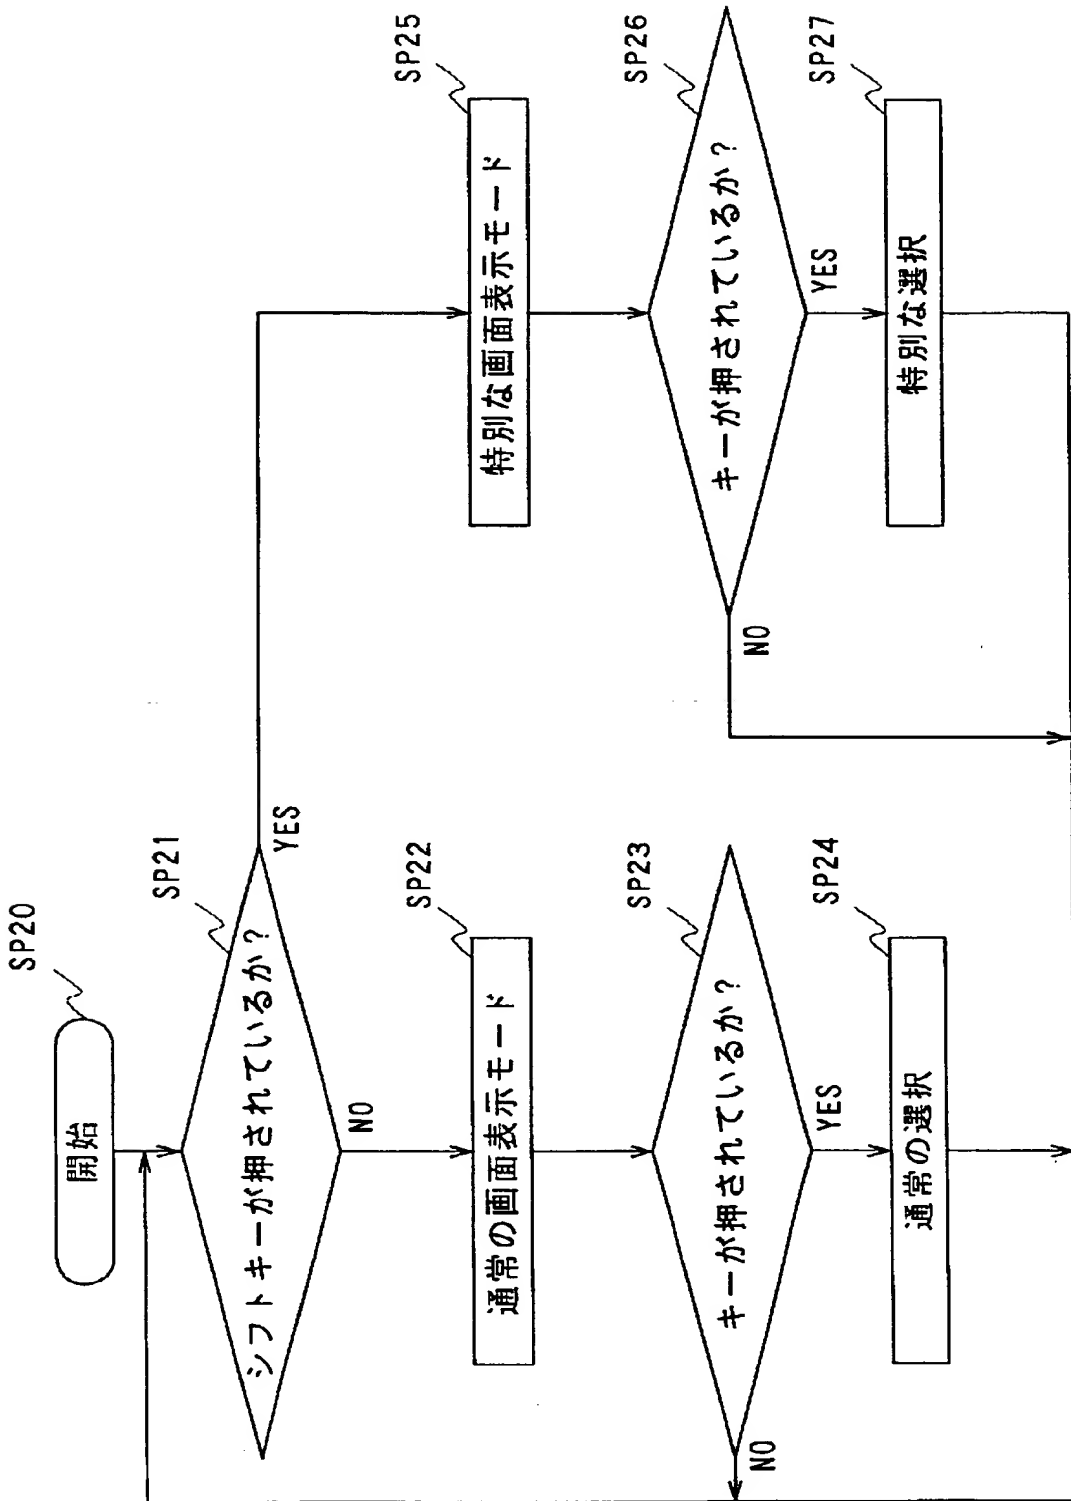 SP20
開始
SP21
シフトキーが押されているか?
YES
NO
SP22
通常の画面表示モード
SP23
キーが押されているか?
NO
YES
SP24
通常の選択
SP25
特別な画面表示モード
SP26
キーが押されているか?
NO
YES
SP27
特別な選択